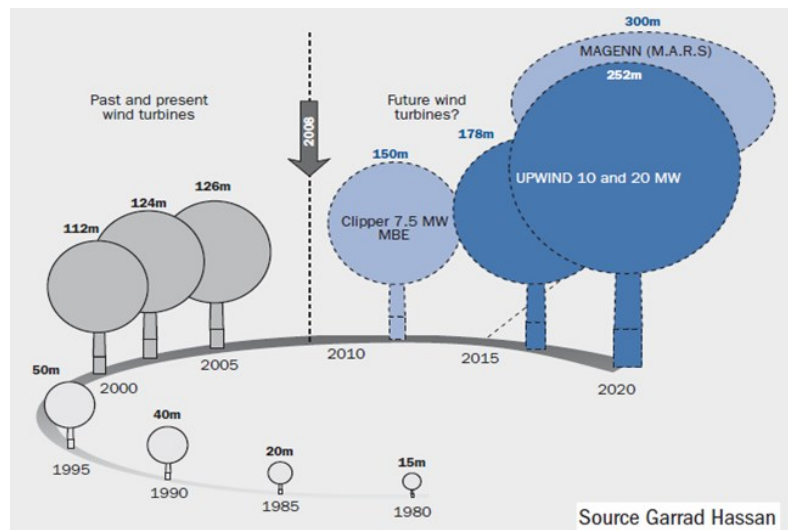 300m
MAGENN (M.A.R.S)
252m
Past and present
wind turbines
2008
Future wind
turbines?
178m
150m
UPWIND 10 and 20 MW
126m
124m
112m
Clipper 7.5 MW
MBE
2010
2015
2005
2000
2020
50m
40m
20m
15m
1995
1990
1985
1980
Source Garrad Hassan